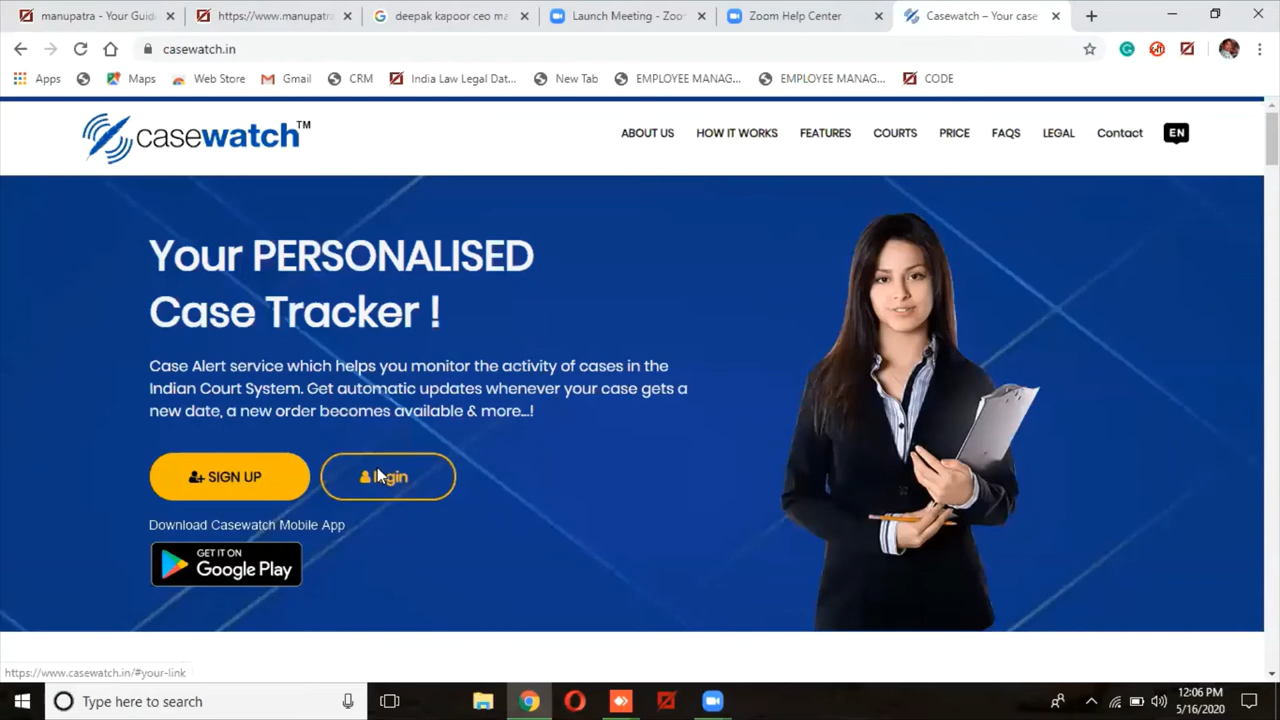 manupatra - Your Guid
https://www.manupatra
deepak kapoor ceo ma
Launch Meeting - Zoo
Zoom Help Center
Casewatch – Your case
casewatch.in
Apps
Maps
Web Store
Gmail
CRM
India Law Legal Dat...
New Tab
EMPLOYEE MANAG...
EMPLOYEE MANAG...
CODE
casewatch™
ABOUT US
HOW IT WORKS
FEATURES
COURTS
PRICE
FAQS
LEGAL
Contact
EN
Your PERSONALISED
Case Tracker !
Case Alert service which helps you monitor the activity of cases in the
Indian Court System. Get automatic updates whenever your case gets a
new date, a new order becomes available & more...!
SIGN UP
Login
Download Casewatch Mobile App
GET IT ON
Google Play
https://www.casewatch.in/#your-link
Type here to search
12:06 PM
5/16/2020